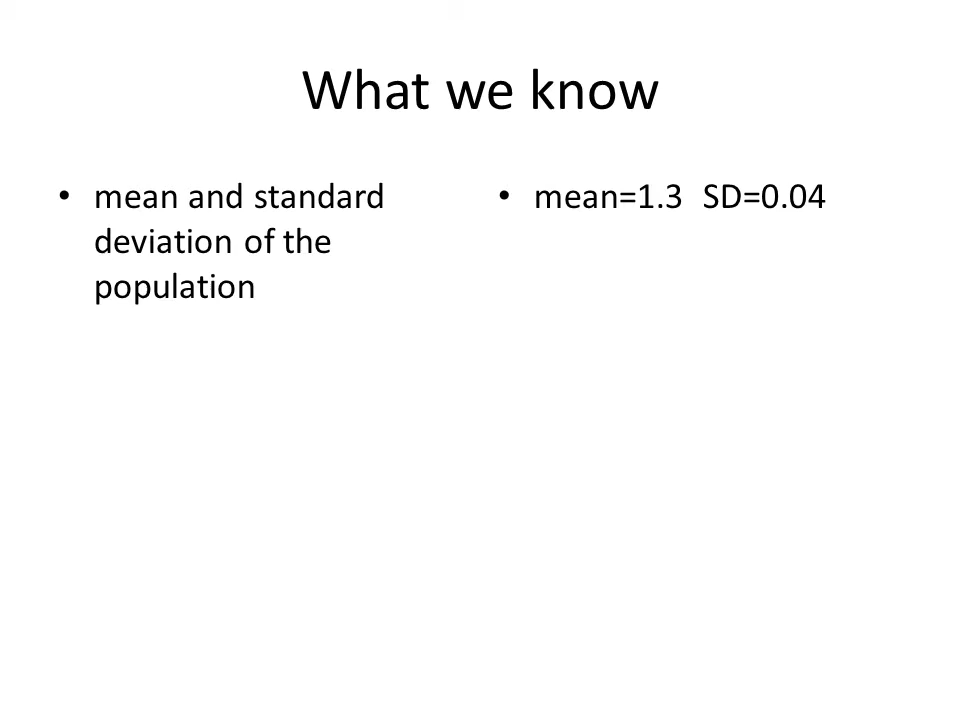 What we know
• mean and standard
deviation of the
population
• mean=1.3  SD=0.04